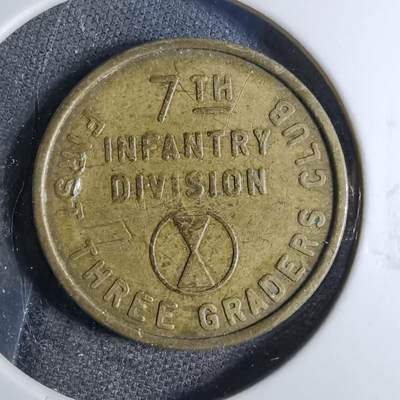 7TH
INFANTRY
DIVISION
FIRST THREE GRADERS CLUB